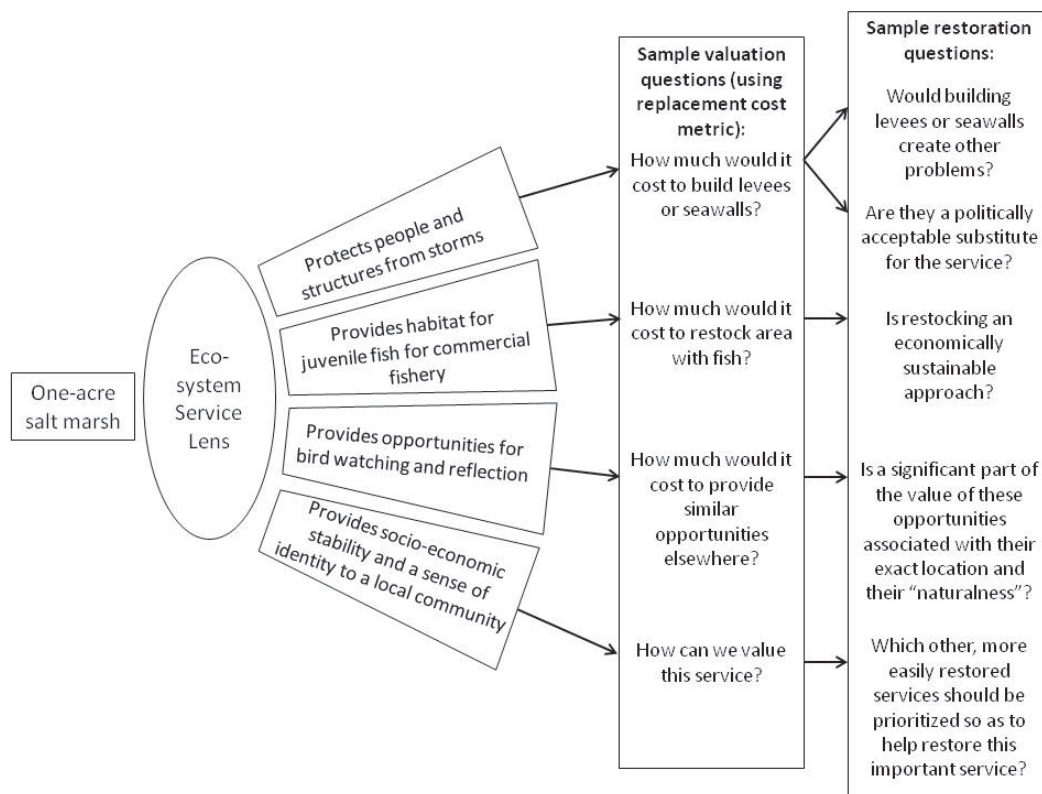 One-acre
salt marsh
Eco-
system
Service
Lens
Protects people and
structures from storms
Provides habitat for
juvenile fish for commercial
fishery
Provides opportunities for
bird watching and reflection
Provides socio-economic
stability and a sense of
identity to a local community
Sample valuation
questions (using
replacement cost
metric):
How much would it
cost to build levees
or seawalls?
How much would it
cost to restock area
with fish?
How much would it
cost to provide
similar
opportunities
elsewhere?
How can we value
this service?
Sample restoration
questions:
Would building
levees or seawalls
create other
problems?
Are they a politically
acceptable substitute
for the service?
Is restocking an
economically
sustainable
approach?
Is a significant part of
the value of these
opportunities
associated with their
exact location and
their “naturalness”?
Which other, more
easily restored
services should be
prioritized so as to
help restore this
important service?